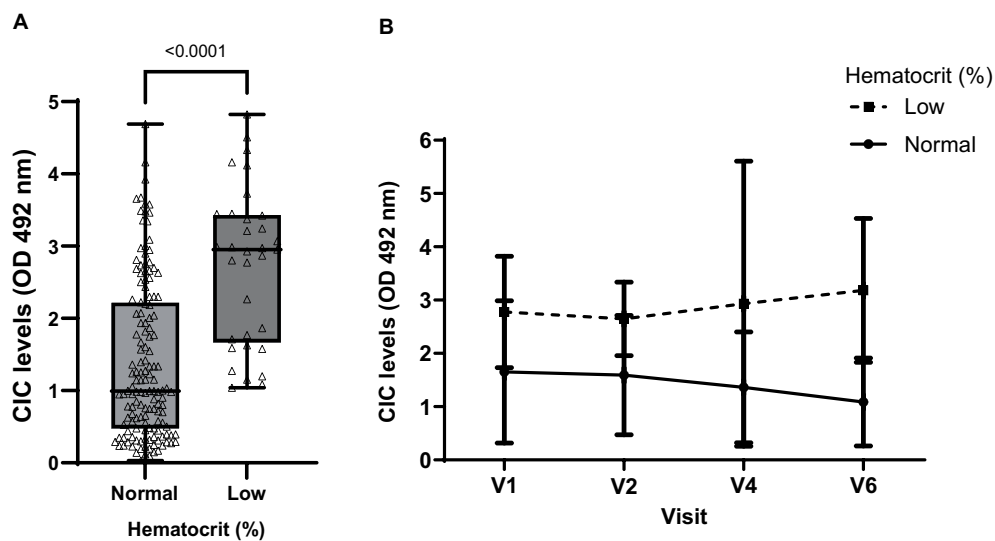 A
<0.0001
5
4
3
2
1
0
CIC levels (OD 492 nm)
Normal
Low
Hematocrit (%)
B
Hematocrit (%)
Low
Normal
6
5
4
3
2
1
0
CIC levels (OD 492 nm)
V1
V2
V4
V6
Visit